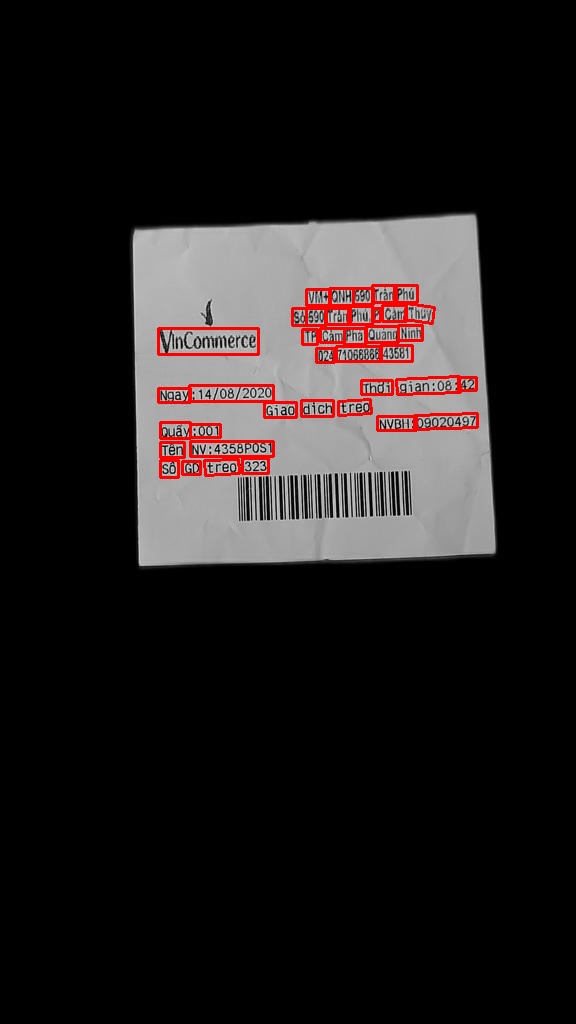 VinCommerce
VM+ QNH 590 Trần Phú
Số 590 Trần Phú, P. Cẩm Thủy
TP. Cẩm Phả Quảng Ninh
024 71066866 43581
Ngày:14/08/2020 Thời gian:08:42
Giao dịch treo
Quầy:001 NVBH:09020497
Tên NV:4358POS1
Số GD treo 323